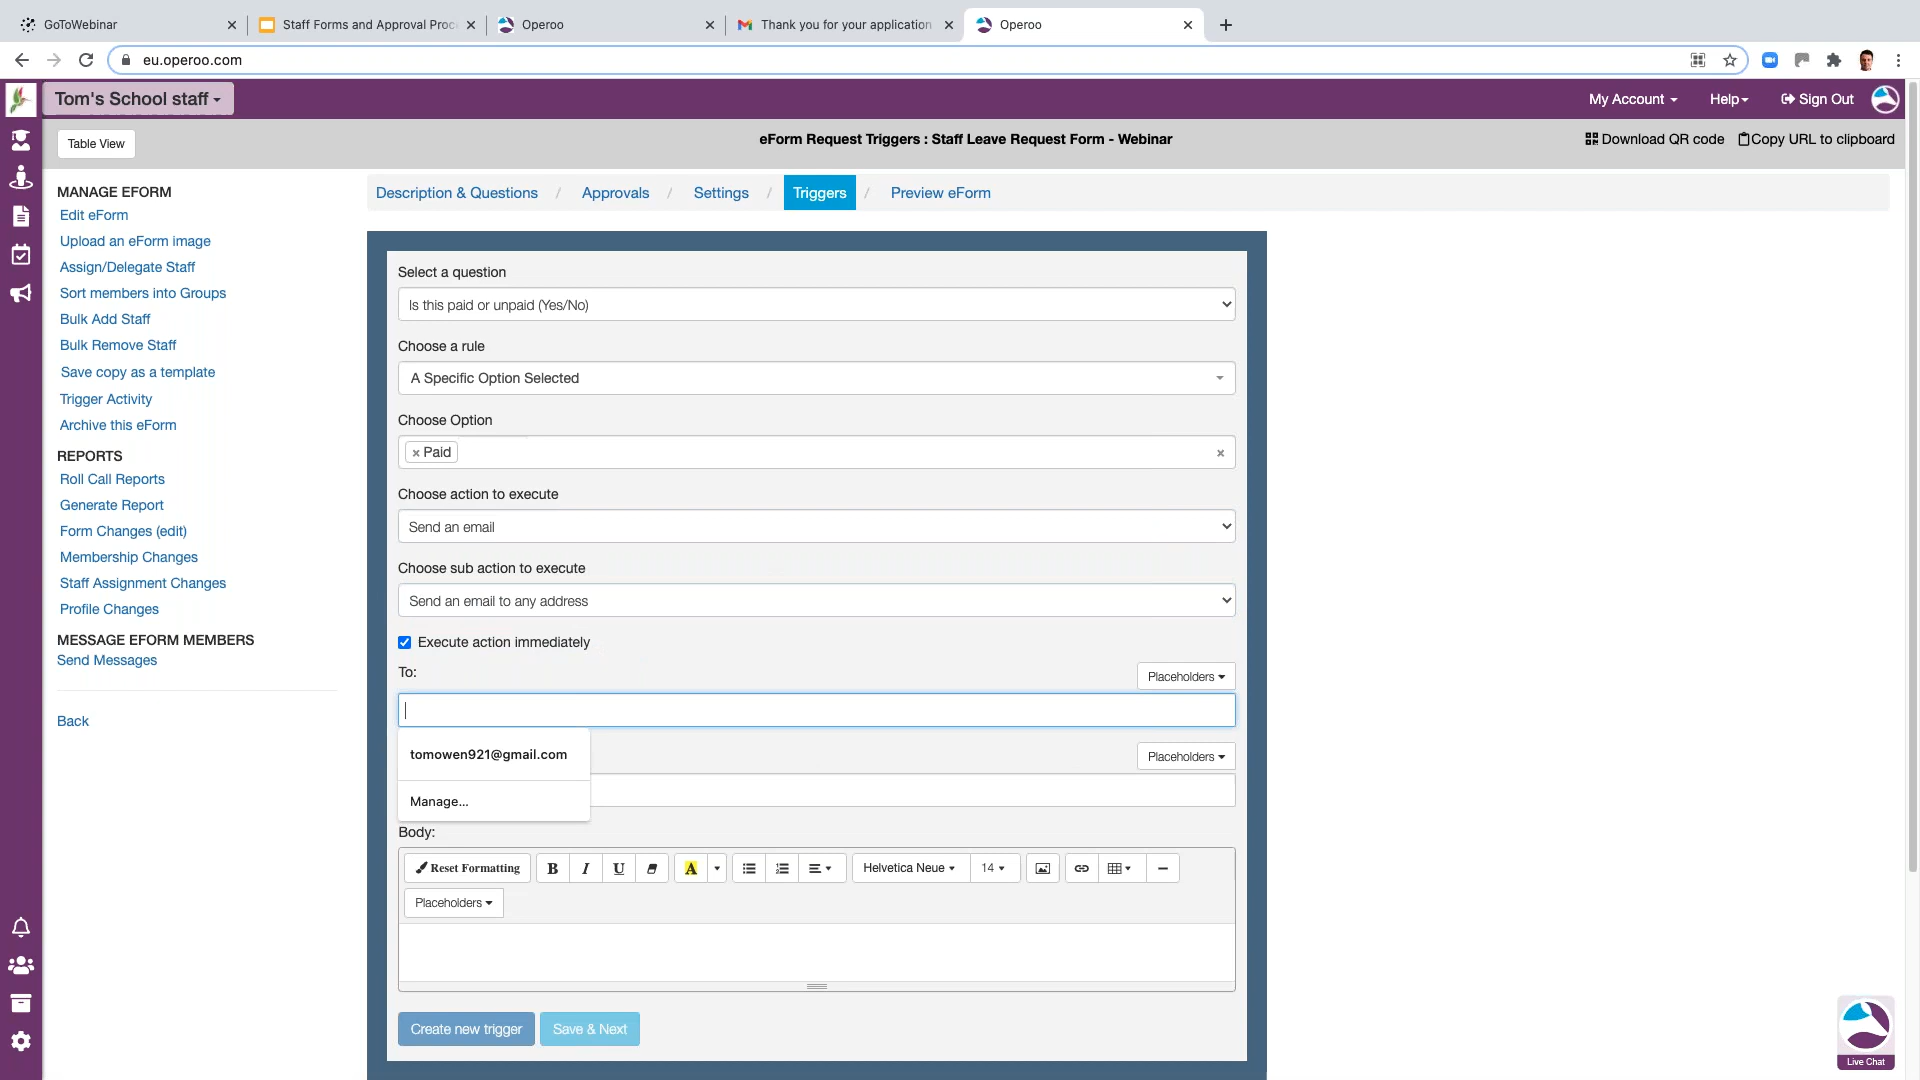 GoToWebinar
Staff Forms and Approval Proc
Operoo
Thank you for your application
Operoo
eu.operoo.com
Tom's School staff
My Account
Help
Sign Out
Table View
eForm Request Triggers : Staff Leave Request Form - Webinar
Download QR code
Copy URL to clipboard
MANAGE EFORM
Edit eForm
Upload an eForm image
Assign/Delegate Staff
Sort members into Groups
Bulk Add Staff
Bulk Remove Staff
Save copy as a template
Trigger Activity
Archive this eForm
REPORTS
Roll Call Reports
Generate Report
Form Changes (edit)
Membership Changes
Staff Assignment Changes
Profile Changes
MESSAGE EFORM MEMBERS
Send Messages
Back
Description & Questions / Approvals / Settings / Triggers / Preview eForm
Select a question
Is this paid or unpaid (Yes/No)
Choose a rule
A Specific Option Selected
Choose Option
× Paid ×
Choose action to execute
Send an email
Choose sub action to execute
Send an email to any address
Execute action immediately
To:
Placeholders
tomowen921@gmail.com
Placeholders
Manage...
Body:
Reset Formatting B I U A Helvetica Neue 14
Placeholders
Create new trigger
Save & Next
Live Chat